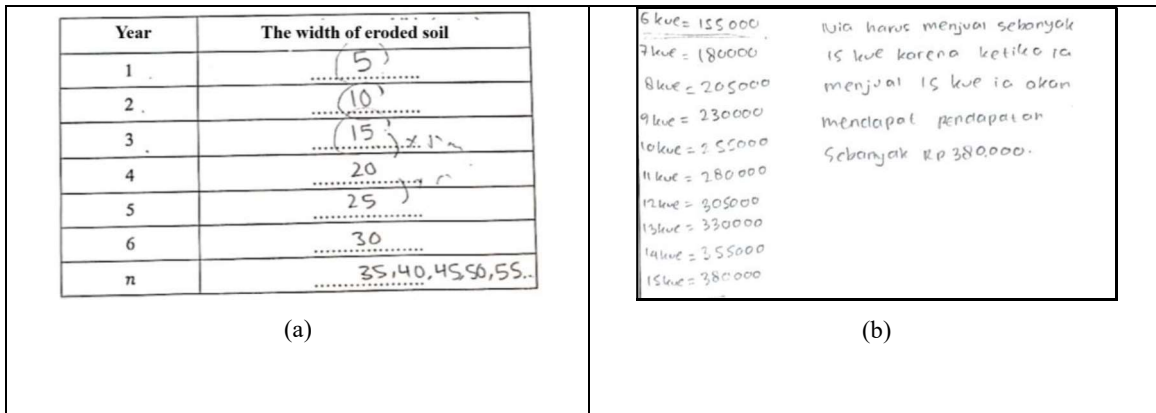 Year The width of eroded soil
1 5
2 10
3 15
4 20
5 25
6 30
n 35,40,4550,55..
(a)
6 kue = 155000
7 kue = 180000
8 kue = 205000
9 kue = 230000
10 kue = 255000
11 kue = 280000
12 kue = 305000
13 kue = 330000
14 kue = 355000
15 kue = 380000
Nia harus menjual sebanyak
15 kue karena ketika ia
menjual 15 kue ia akan
mendapat pendapatan
Sebanyak Rp 380.000.
(b)